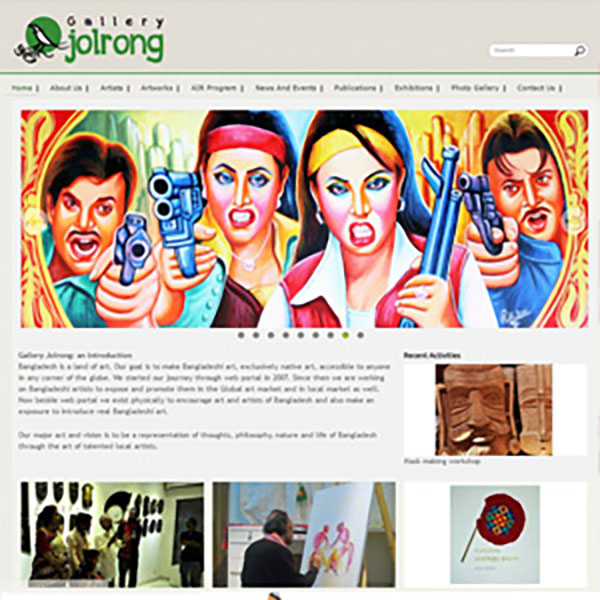 Gallery
jolrong
Search
Home | About Us | Artists | Artworks | AIR Program | News And Events | Publications | Exhibitions | Photo Gallery | Contact Us |
Gallery Jolrong: an Introduction
Bangladesh is a land of art. Our goal is to make Bangladeshi art, exclusively native art, accessible to anyone
in any corner of the globe. We started our journey through web portal in 2007. Since then we are working
on Bangladeshi artists to expose and promote them in the Global art market and in local market as well.
Now beside web portal we exist physically to encourage art and artists of Bangladesh and also make an
exposure to introduce real Bangladeshi art.
Our major act and vision is to be a representation of thoughts, philosophy, nature and life of Bangladesh
through the art of talented local artists.
Recent Activities
Mask making workshop